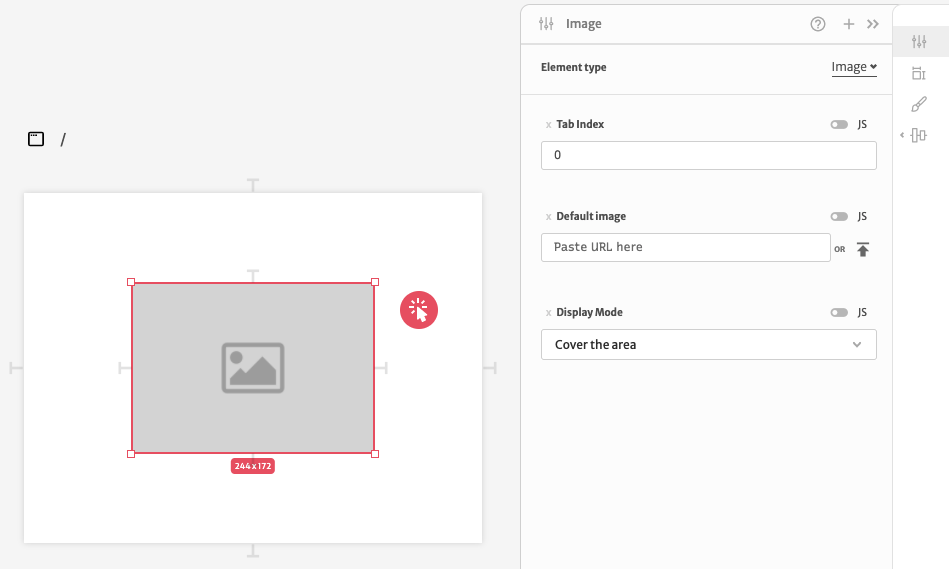 Image
Element type
Image
x Tab Index
JS
0
x Default image
JS
Paste URL here
OR
x Display Mode
JS
Cover the area
/
244 x 172